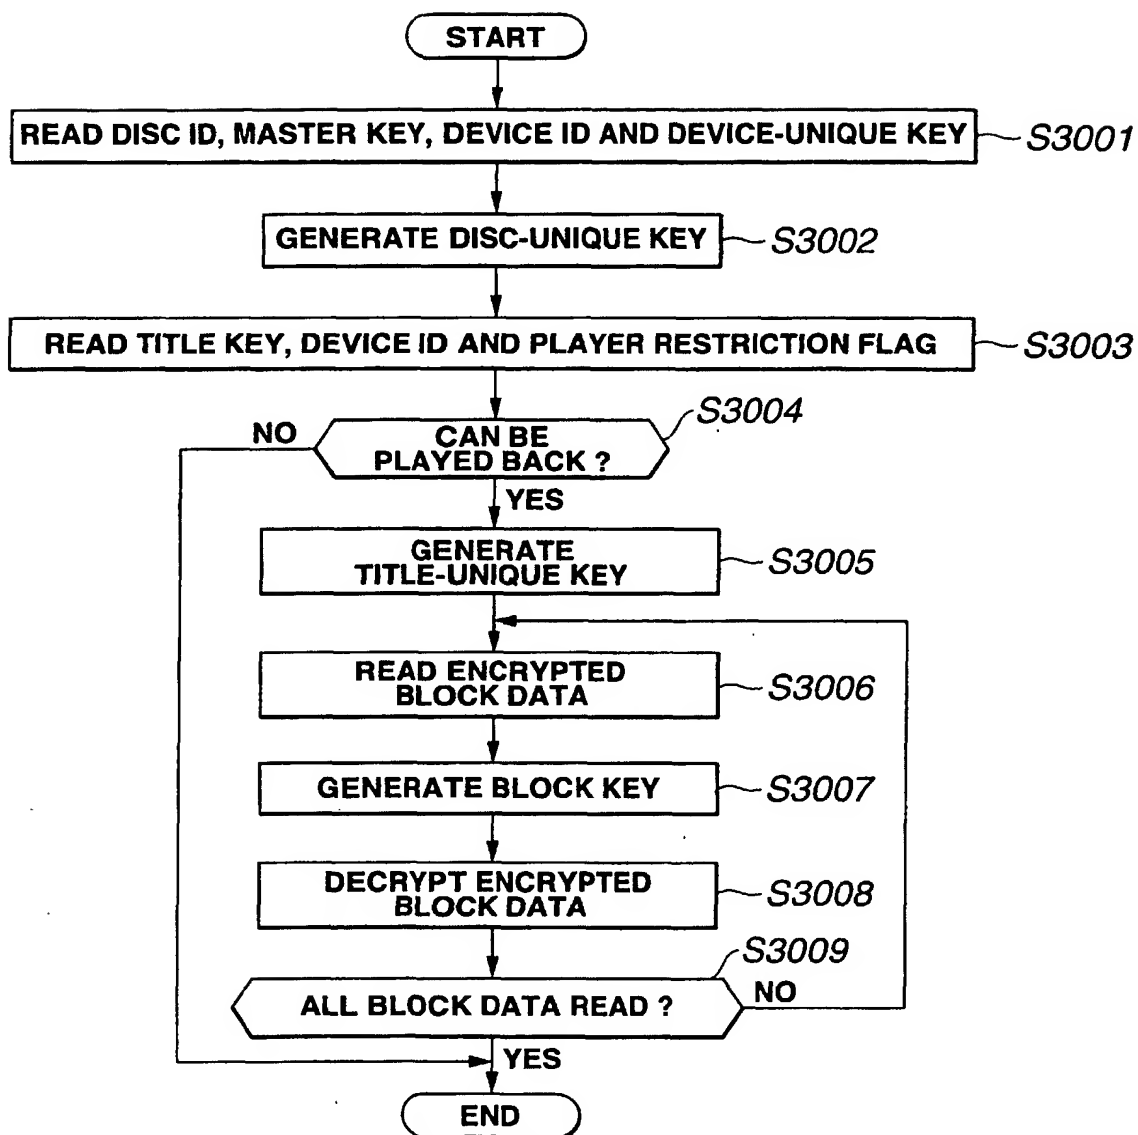 START
READ DISC ID, MASTER KEY, DEVICE ID AND DEVICE-UNIQUE KEY
S3001
GENERATE DISC-UNIQUE KEY
S3002
READ TITLE KEY, DEVICE ID AND PLAYER RESTRICTION FLAG
S3003
S3004
NO
CAN BE
PLAYED BACK ?
YES
GENERATE
TITLE-UNIQUE KEY
S3005
READ ENCRYPTED
BLOCK DATA
S3006
GENERATE BLOCK KEY
S3007
DECRYPT ENCRYPTED
BLOCK DATA
S3008
S3009
ALL BLOCK DATA READ ?
NO
YES
END